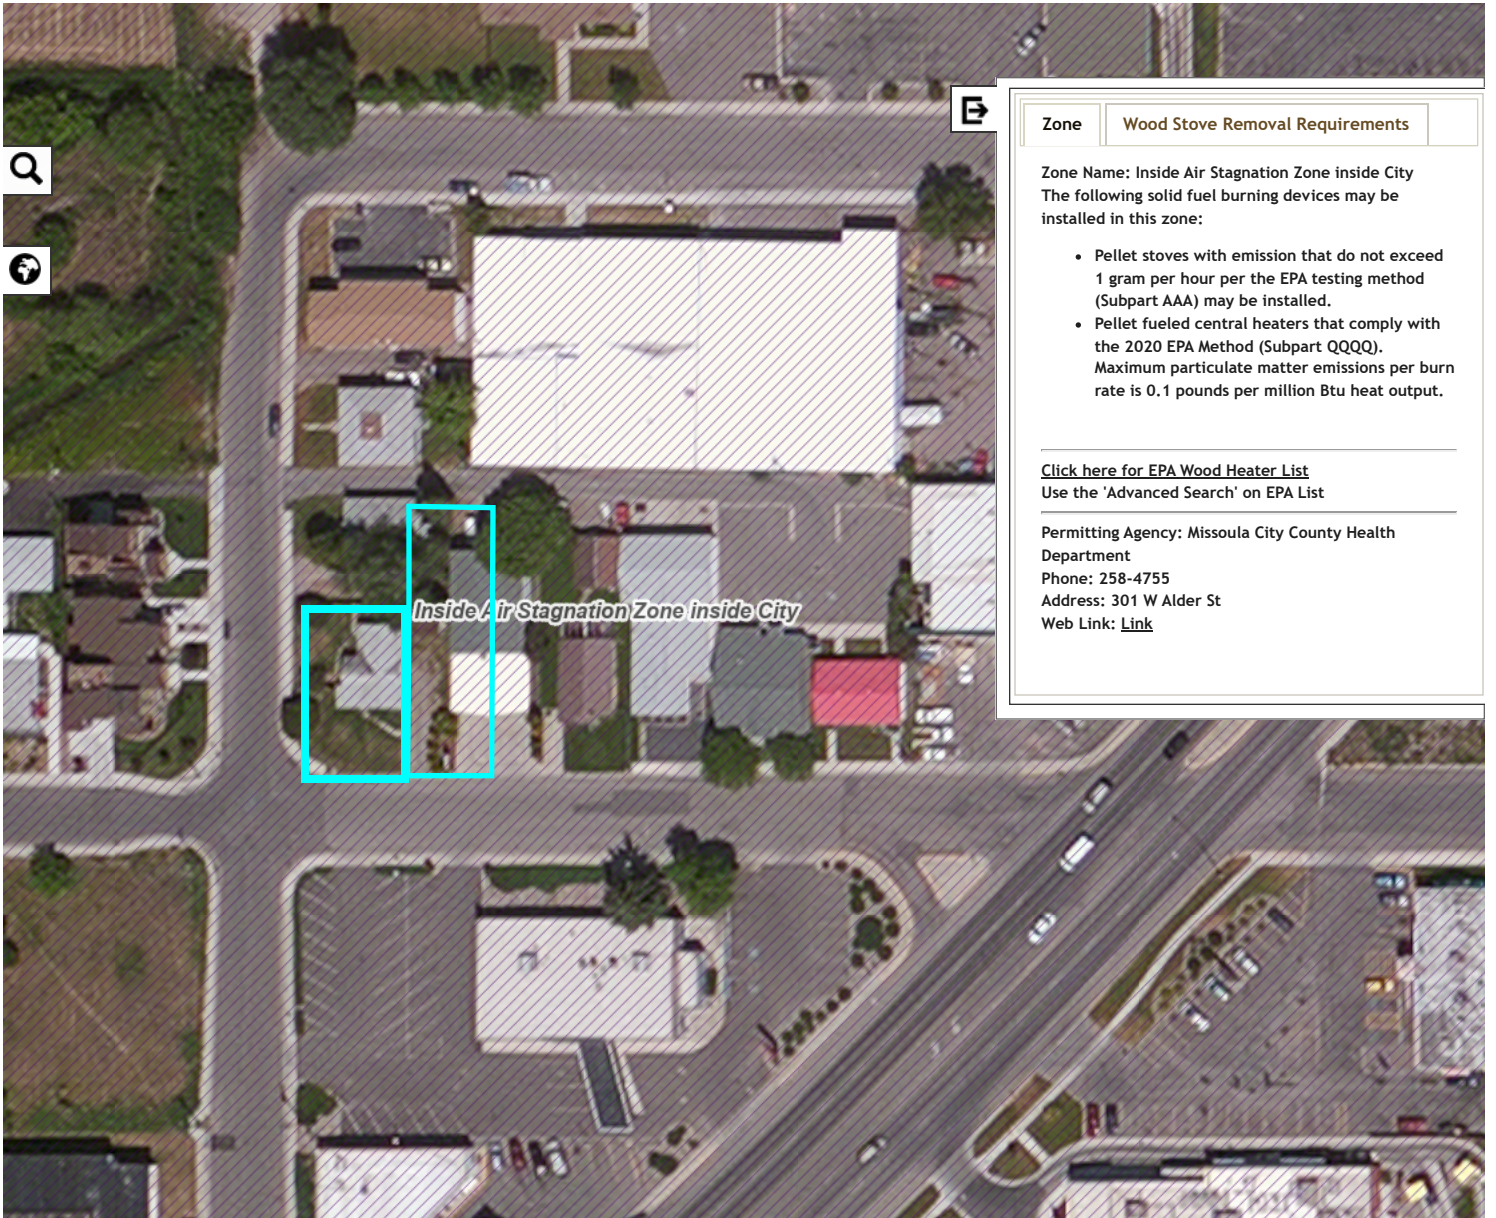 Zone
Wood Stove Removal Requirements
Zone Name: Inside Air Stagnation Zone inside City
The following solid fuel burning devices may be
installed in this zone:
• Pellet stoves with emission that do not exceed
1 gram per hour per the EPA testing method
(Subpart AAA) may be installed.
• Pellet fueled central heaters that comply with
the 2020 EPA Method (Subpart QQQQ).
Maximum particulate matter emissions per burn
rate is 0.1 pounds per million Btu heat output.
Click here for EPA Wood Heater List
Use the 'Advanced Search' on EPA List
Permitting Agency: Missoula City County Health
Department
Phone: 258-4755
Address: 301 W Alder St
Web Link: Link
Inside Air Stagnation Zone inside City